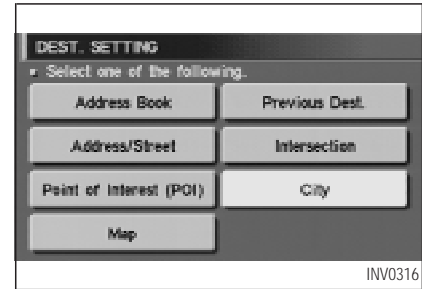 DEST. SETTING
Select one of the following.
Address Book Previous Dest.
Address/Street Intersection
Point of Interest (POI) City
Map
INV0316